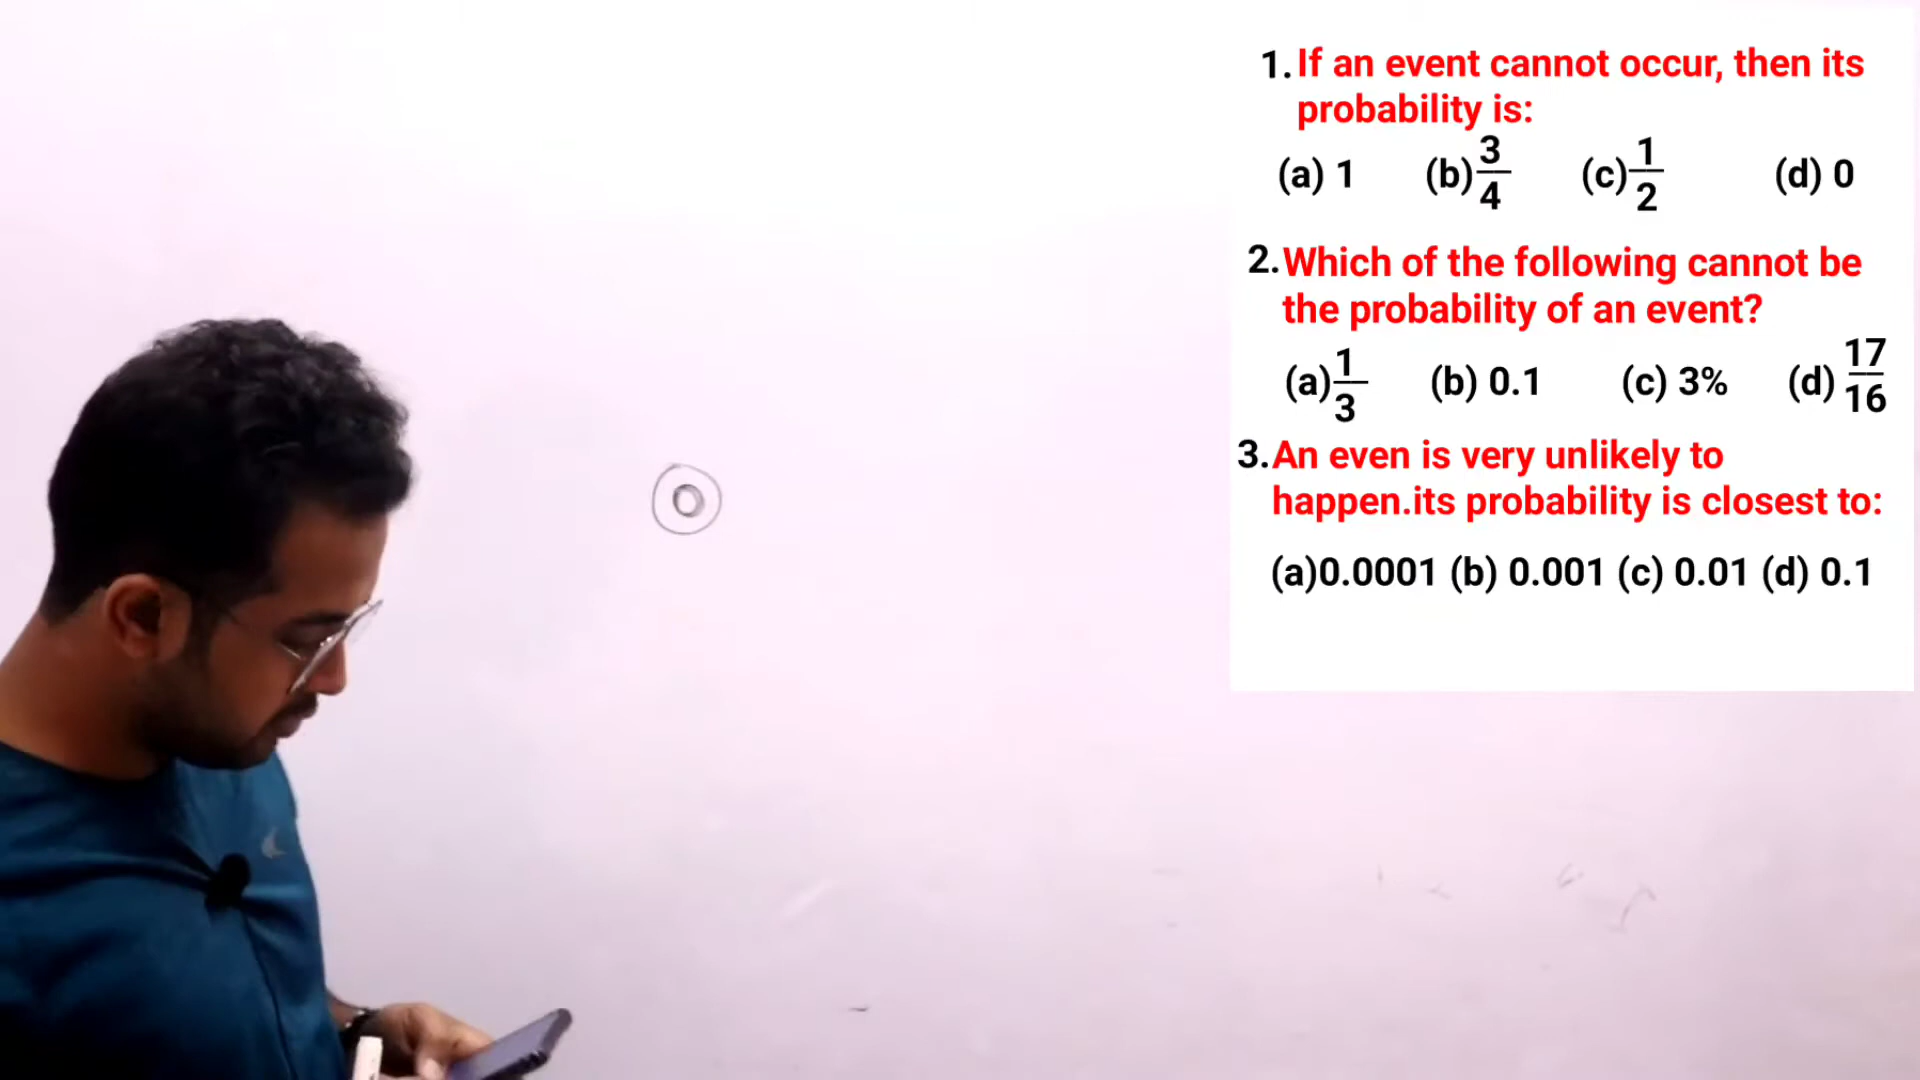 0
1. If an event cannot occur, then its
probability is:
(a) 1 (b) 3/4 (c) 1/2 (d) 0
2. Which of the following cannot be
the probability of an event?
(a) 1/3 (b) 0.1 (c) 3% (d) 17/16
3. An even is very unlikely to
happen.its probability is closest to:
(a)0.0001 (b) 0.001 (c) 0.01 (d) 0.1